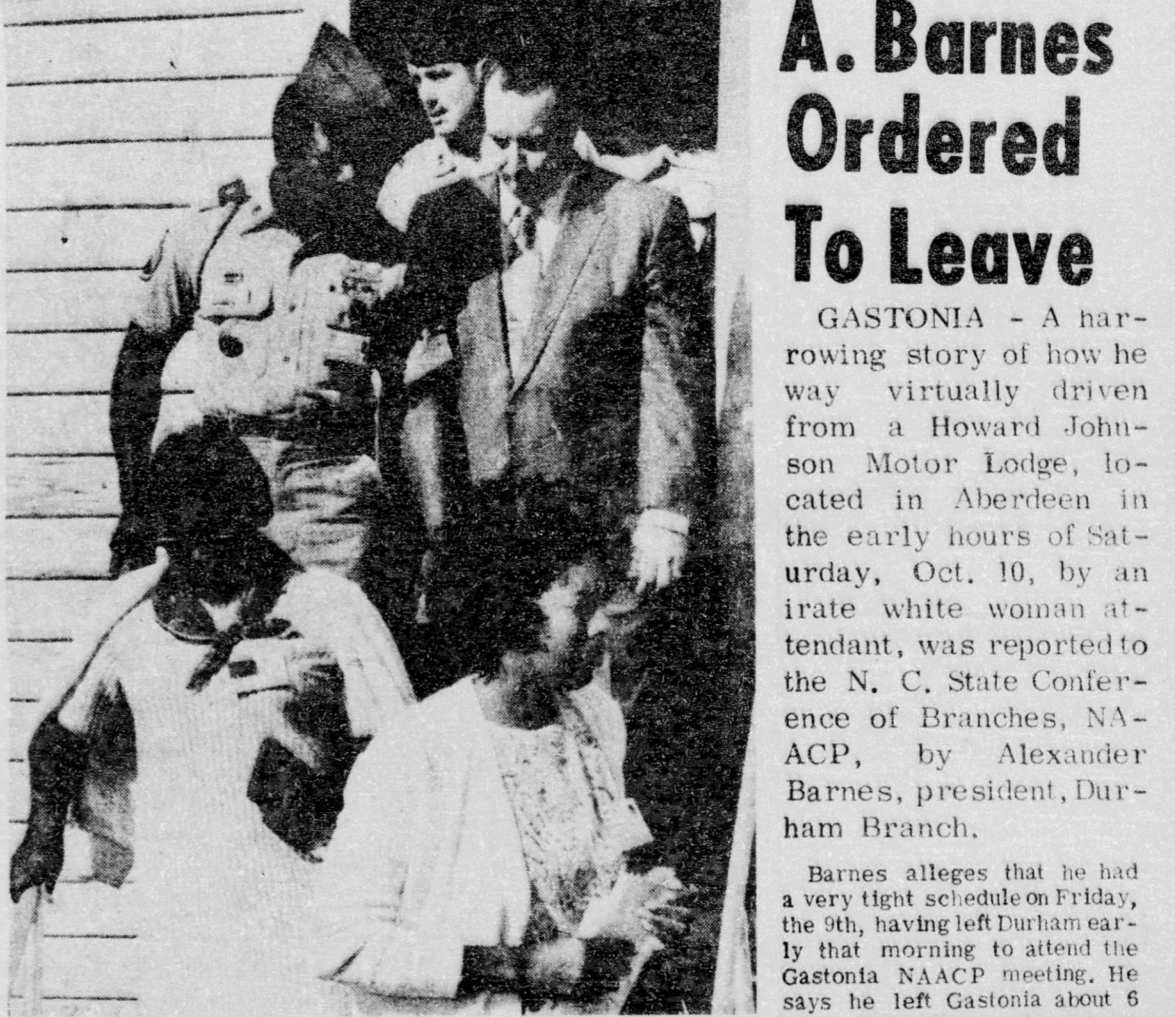 A. Barnes
Ordered
To Leave
GASTONIA - A har-
rowing story of how he
way virtually driven
from a Howard John-
son Motor Lodge, lo-
cated in Aberdeen in
the early hours of Sat-
urday, Oct. 10, by an
irate white woman at-
tendant, was reported to
the N. C. State Confer-
ence of Branches, NA-
ACP, by Alexander
Barnes, president, Dur-
ham Branch.
Barnes alleges that he had
a very tight schedule on Friday,
the 9th, having left Durham ear-
ly that morning to attend the
Gastonia NAACP meeting. He
says he left Gastonia about 6